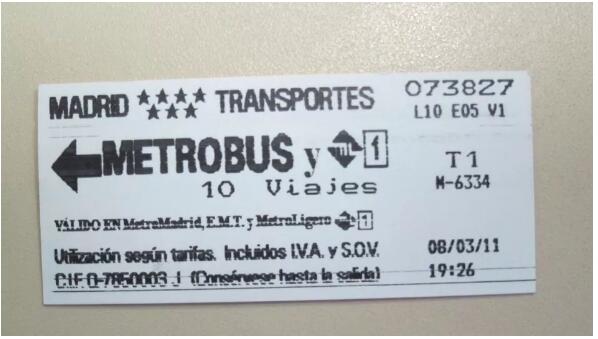 MADRID TRANSPORTES 073827
L10 E05 V1
METROBUS y 1
10 Viajes
T1
M-6334
VÁLIDO EN MetroMadrid, E.M.T. y MetroLigero 1
Utilización según tarifas. Incluidos I.V.A. y S.O.V. 08/03/11
C.I.F. Q-7850003 J (Consérvese hasta la salida) 19:26